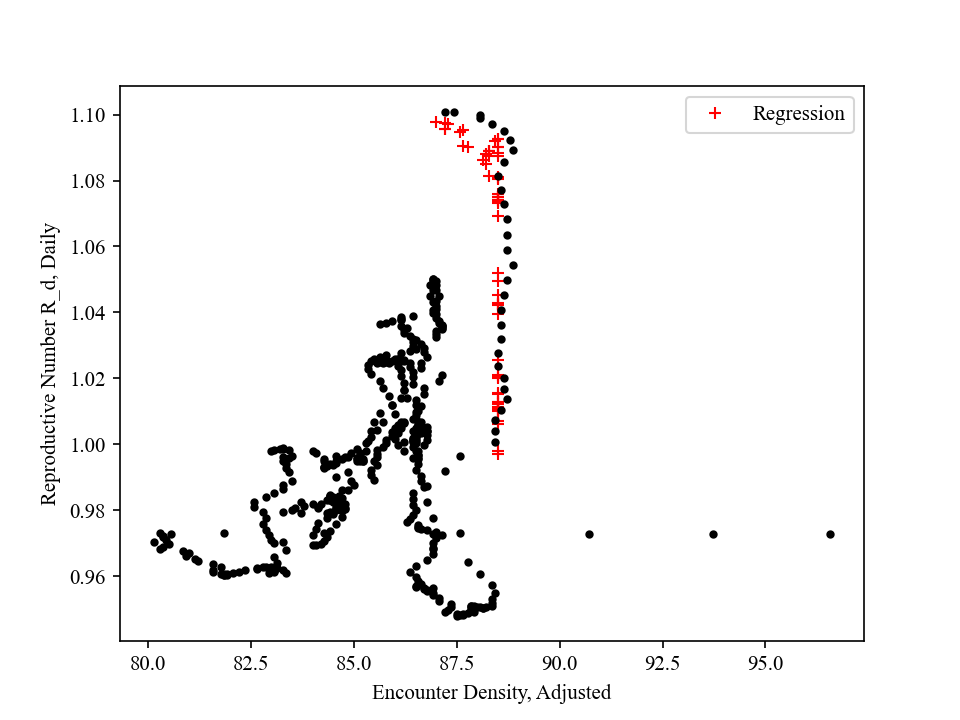 Regression
1.10
1.08
1.06
1.04
1.02
1.00
0.98
0.96
Reproductive Number R_d, Daily
80.0 82.5 85.0 87.5 90.0 92.5 95.0
Encounter Density, Adjusted